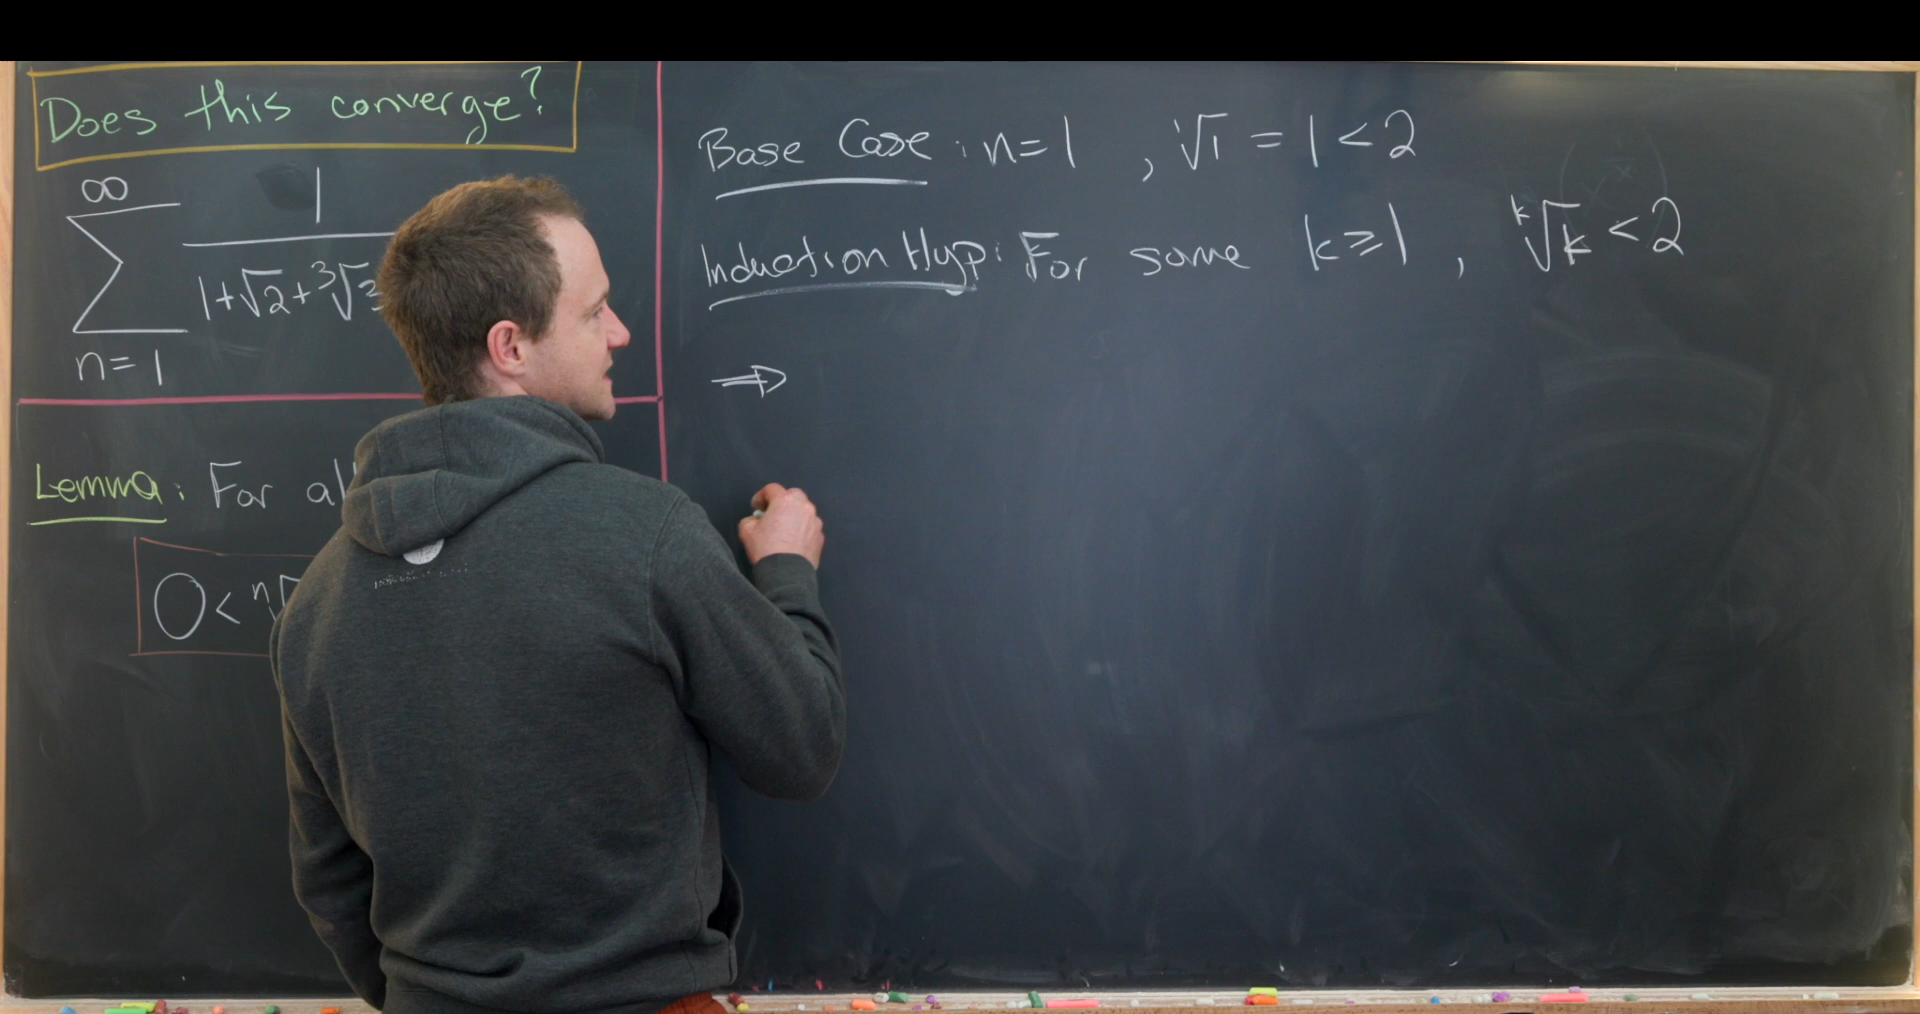 Does this converge?
∞
∑ 1
1+√2+³√3
n=1
Lemma: For all
0 < ⁿ√
Base Case: n=1 , ¹√1 = 1 < 2
Induction Hyp: For some k≥1 , ᵏ√k < 2
⇒